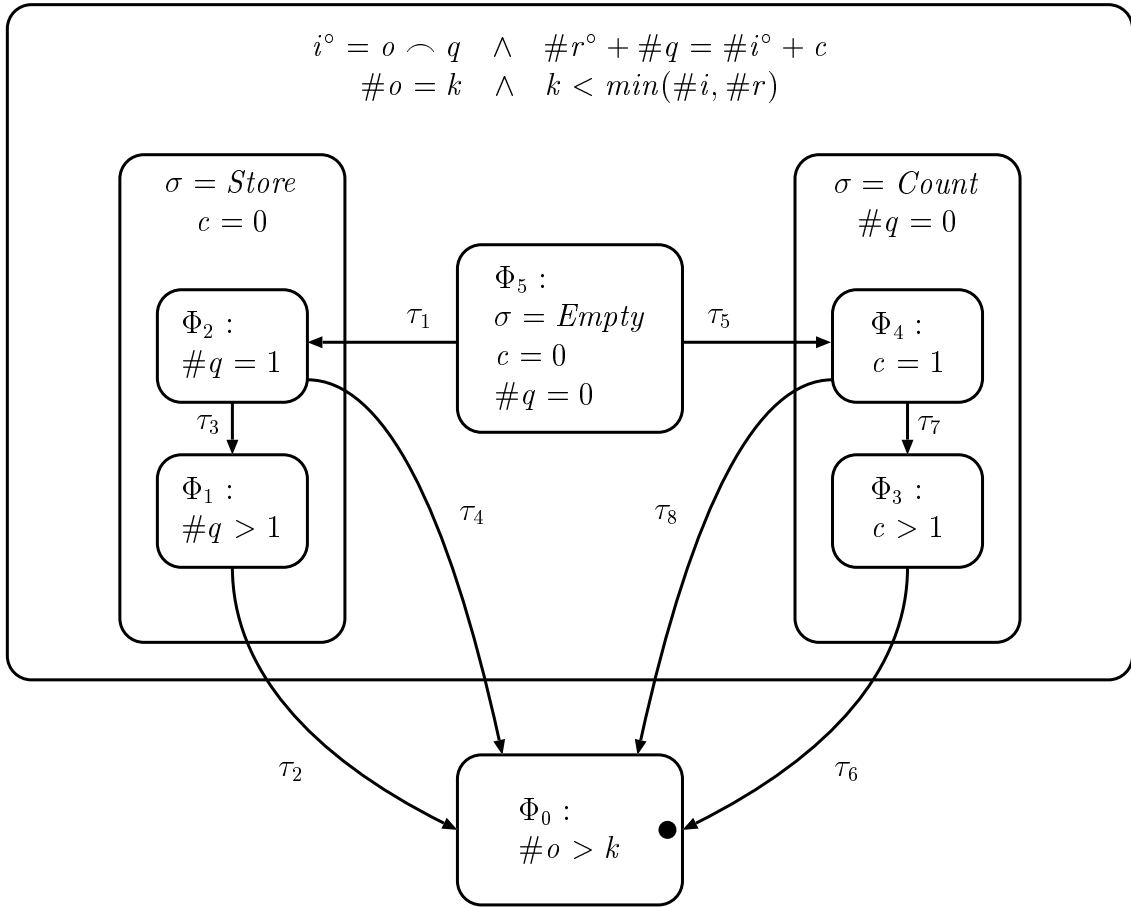 i° = o ⌢ q ∧ #r° + #q = #i° + c
#o = k ∧ k < min(#i, #r)
σ = Store
c = 0
σ = Count
#q = 0
Φ₅ :
σ = Empty
c = 0
#q = 0
Φ₂ :
#q = 1
Φ₄ :
c = 1
τ₁
τ₅
τ₃
τ₇
Φ₁ :
#q > 1
Φ₃ :
c > 1
τ₄
τ₈
τ₂
τ₆
Φ₀ :
#o > k